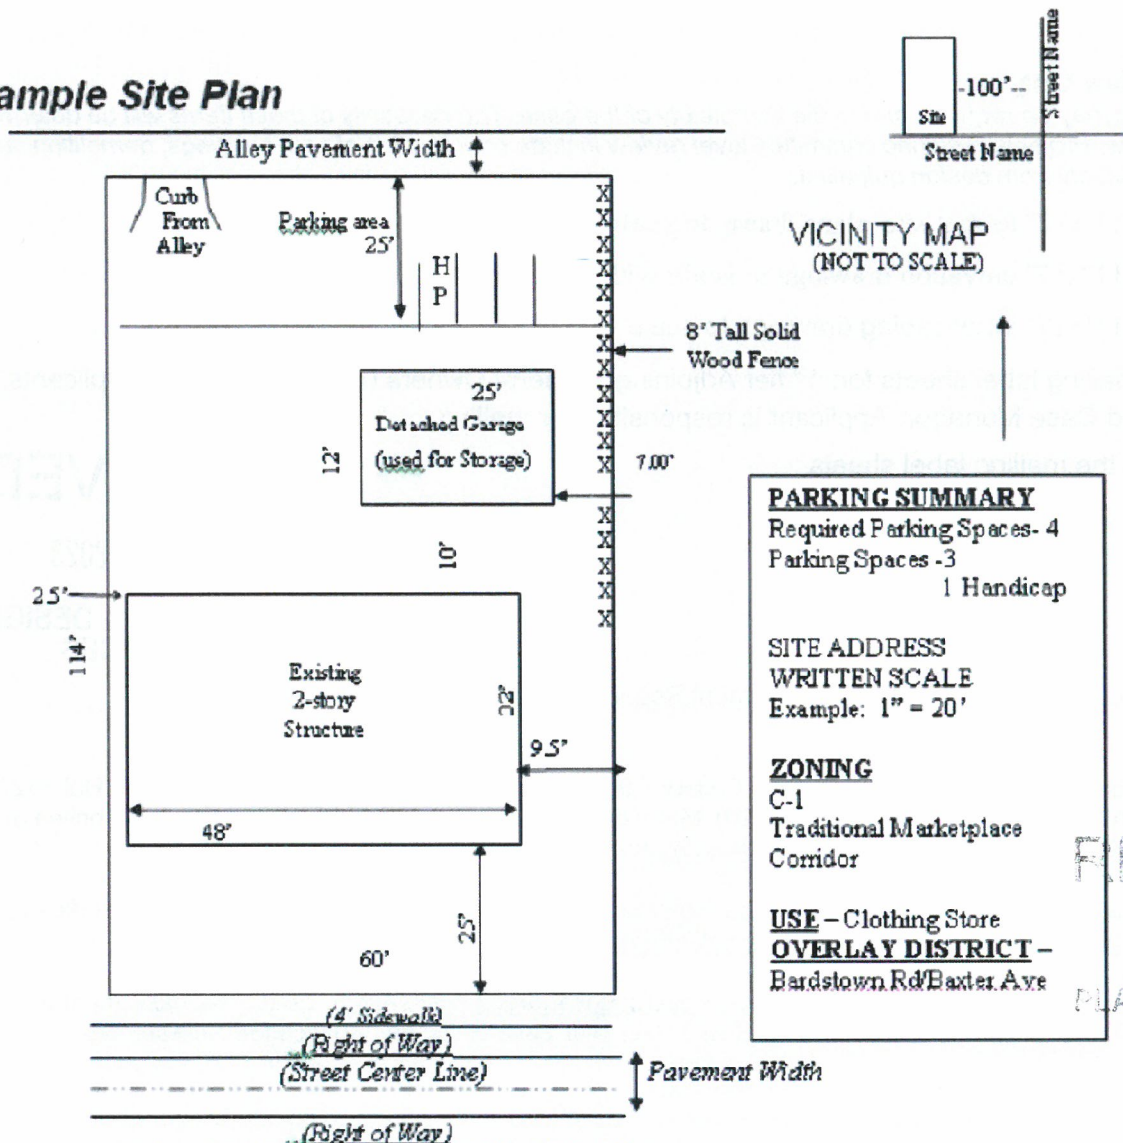 ample Site Plan
Alley Pavement Width
Curb
From
Alley
Parking area
25'
H
P
8' Tall Solid
Wood Fence
25'
Detached Garage
(used for Storage)
12'
7.00'
10'
2.5'
114'
Existing
2-story
Structure
32'
9.5'
48'
25'
60'
(4' Sidewalk)
(Right of Way)
(Street Center Line)
Pavement Width
(Right of Way)
Site
-100'--
Street Name
Street Name
VICINITY MAP
(NOT TO SCALE)
PARKING SUMMARY
Required Parking Spaces- 4
Parking Spaces -3
1 Handicap
SITE ADDRESS
WRITTEN SCALE
Example: 1" = 20'
ZONING
C-1
Traditional Marketplace
Corridor
USE – Clothing Store
OVERLAY DISTRICT –
Bardstown Rd/Baxter Ave